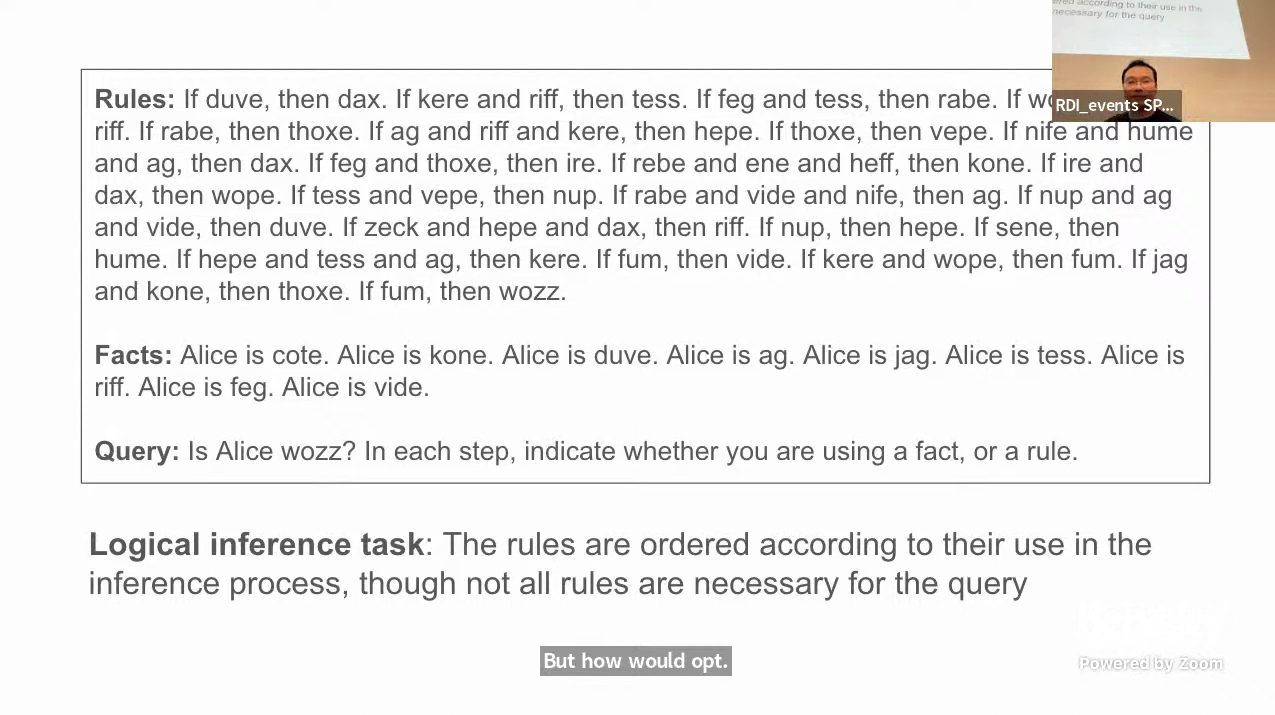 ered according to their use in the
necessary for the query
RDI_events SP...
Rules: If duve, then dax. If kere and riff, then tess. If feg and tess, then rabe. If
riff. If rabe, then thoxe. If ag and riff and kere, then hepe. If thoxe, then vepe. If nife and hume
and ag, then dax. If feg and thoxe, then ire. If rebe and ene and heff, then kone. If ire and
dax, then wope. If tess and vepe, then nup. If rabe and vide and nife, then ag. If nup and ag
and vide, then duve. If zeck and hepe and dax, then riff. If nup, then hepe. If sene, then
hume. If hepe and tess and ag, then kere. If fum, then vide. If kere and wope, then fum. If jag
and kone, then thoxe. If fum, then wozz.
Facts: Alice is cote. Alice is kone. Alice is duve. Alice is ag. Alice is jag. Alice is tess. Alice is
riff. Alice is feg. Alice is vide.
Query: Is Alice wozz? In each step, indicate whether you are using a fact, or a rule.
Logical inference task: The rules are ordered according to their use in the
inference process, though not all rules are necessary for the query
But how would opt.
Powered by Zoom